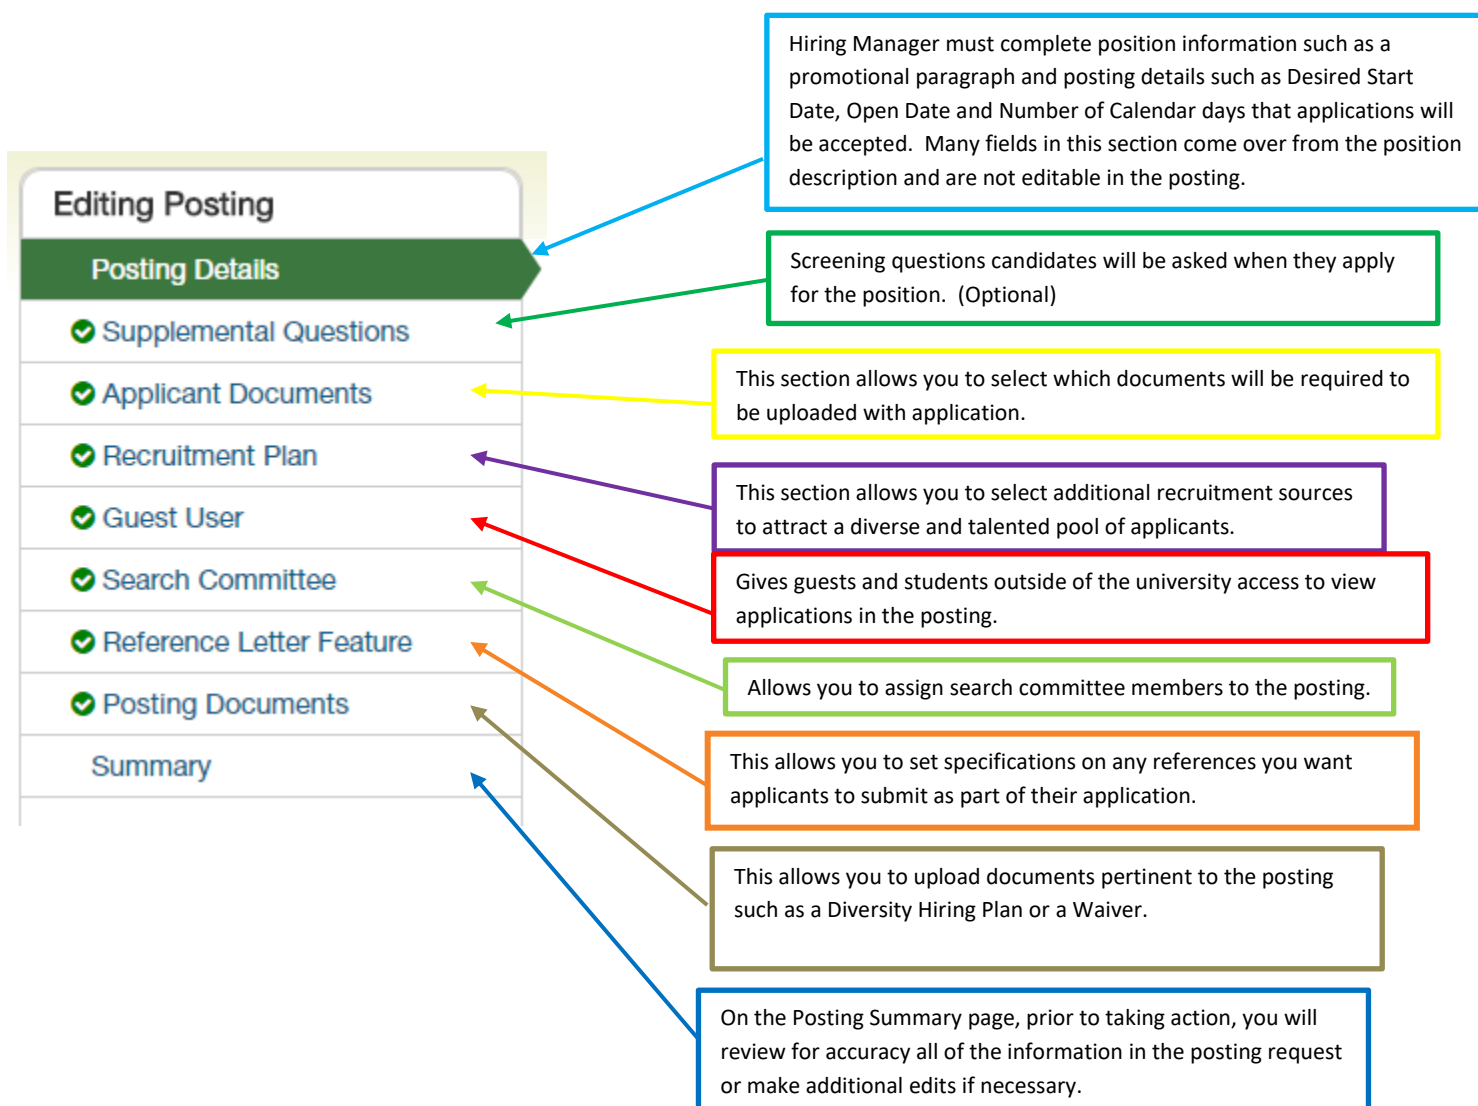 Hiring Manager must complete position information such as a
promotional paragraph and posting details such as Desired Start
Date, Open Date and Number of Calendar days that applications will
be accepted.  Many fields in this section come over from the position
description and are not editable in the posting.
Editing Posting
Posting Details
Supplemental Questions
Applicant Documents
Recruitment Plan
Guest User
Search Committee
Reference Letter Feature
Posting Documents
Summary
Screening questions candidates will be asked when they apply
for the position.  (Optional)
This section allows you to select which documents will be required to
be uploaded with application.
This section allows you to select additional recruitment sources
to attract a diverse and talented pool of applicants.
Gives guests and students outside of the university access to view
applications in the posting.
Allows you to assign search committee members to the posting.
This allows you to set specifications on any references you want
applicants to submit as part of their application.
This allows you to upload documents pertinent to the posting
such as a Diversity Hiring Plan or a Waiver.
On the Posting Summary page, prior to taking action, you will
review for accuracy all of the information in the posting request
or make additional edits if necessary.